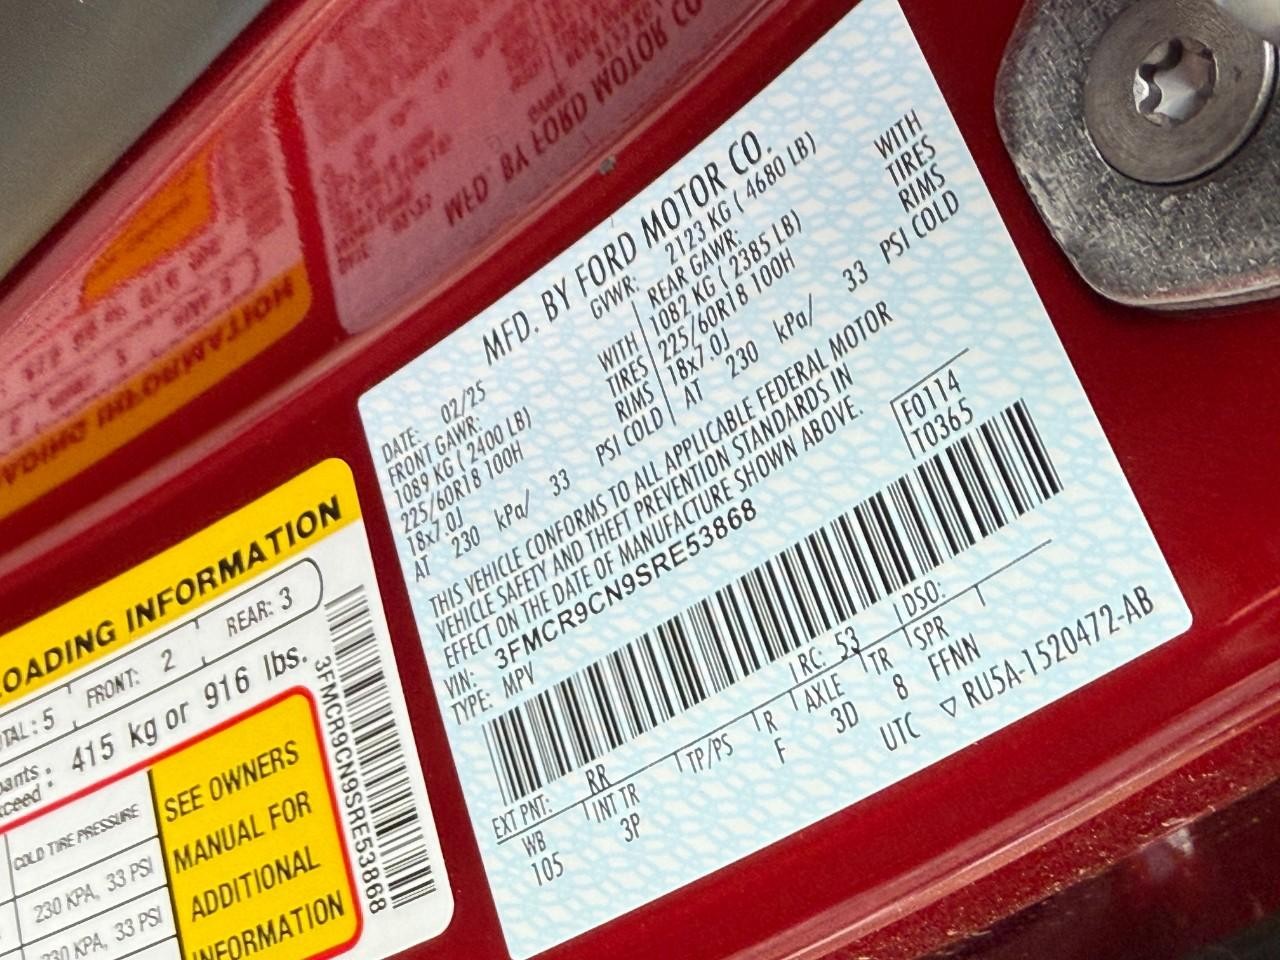 MFD. BY FORD MOTOR CO.
DATE: 02/25 GVWR: 2123 KG ( 4680 LB)
FRONT GAWR: REAR GAWR:
1089 KG ( 2400 LB) WITH 1082 KG ( 2385 LB) WITH
225/60R18 100H TIRES 225/60R18 100H TIRES
18x7.0J RIMS 18x7.0J RIMS
AT 230 kPa/ 33 PSI COLD AT 230 kPa/ 33 PSI COLD
THIS VEHICLE CONFORMS TO ALL APPLICABLE FEDERAL MOTOR
VEHICLE SAFETY AND THEFT PREVENTION STANDARDS IN
EFFECT ON THE DATE OF MANUFACTURE SHOWN ABOVE.
VIN: 3FMCR9CN9SRE53868
TYPE: MPV
F0114
T0365
EXT PNT: RR RC: 53 DSO:
WB INT TR TP/PS R AXLE TR SPR
105 3P F 3D 8 FFNN
UTC ▽ RU5A-1520472-AB
LOADING INFORMATION
TOTAL: 5 FRONT: 2 REAR: 3
415 kg or 916 lbs.
COLD TIRE PRESSURE
230 KPA, 33 PSI
230 KPA, 33 PSI
SEE OWNERS
MANUAL FOR
ADDITIONAL
INFORMATION
3FMCR9CN9SRE53868